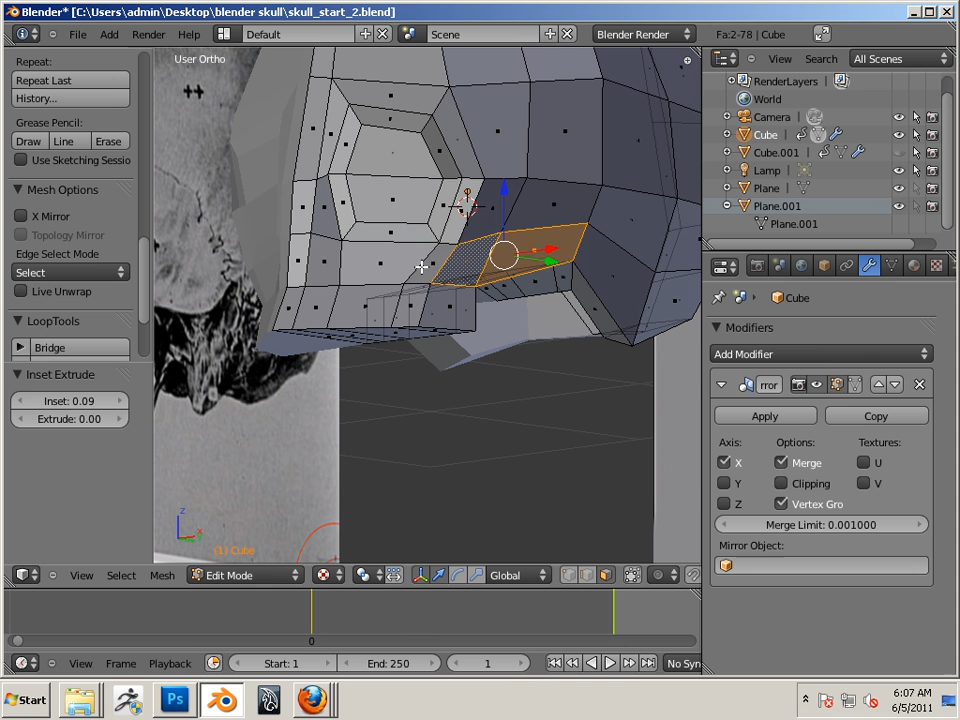 Blender* [C:\Users\admin\Desktop\blender skull\skull_start_2.blend]
File Add Render Help Default Scene Blender Render Fa:2-78 | Cube
Repeat:
Repeat Last
History...
Grease Pencil:
Draw Line Erase
Use Sketching Sessio
Mesh Options
X Mirror
Topology Mirror
Edge Select Mode
Select
Live Unwrap
LoopTools
Bridge
Inset Extrude
Inset: 0.09
Extrude: 0.00
User Ortho
(1) Cube
View Select Mesh Edit Mode Global
0
View Frame Playback Start: 1 End: 250 1 No Syn
View Search All Scenes
RenderLayers
World
Camera
Cube
Cube.001
Lamp
Plane
Plane.001
Plane.001
Cube
Modifiers
Add Modifier
rror
Apply Copy
Axis: Options: Textures:
X Merge U
Y Clipping V
Z Vertex Gro
Merge Limit: 0.001000
Mirror Object:
Start Ps 6:07 AM
6/5/2011